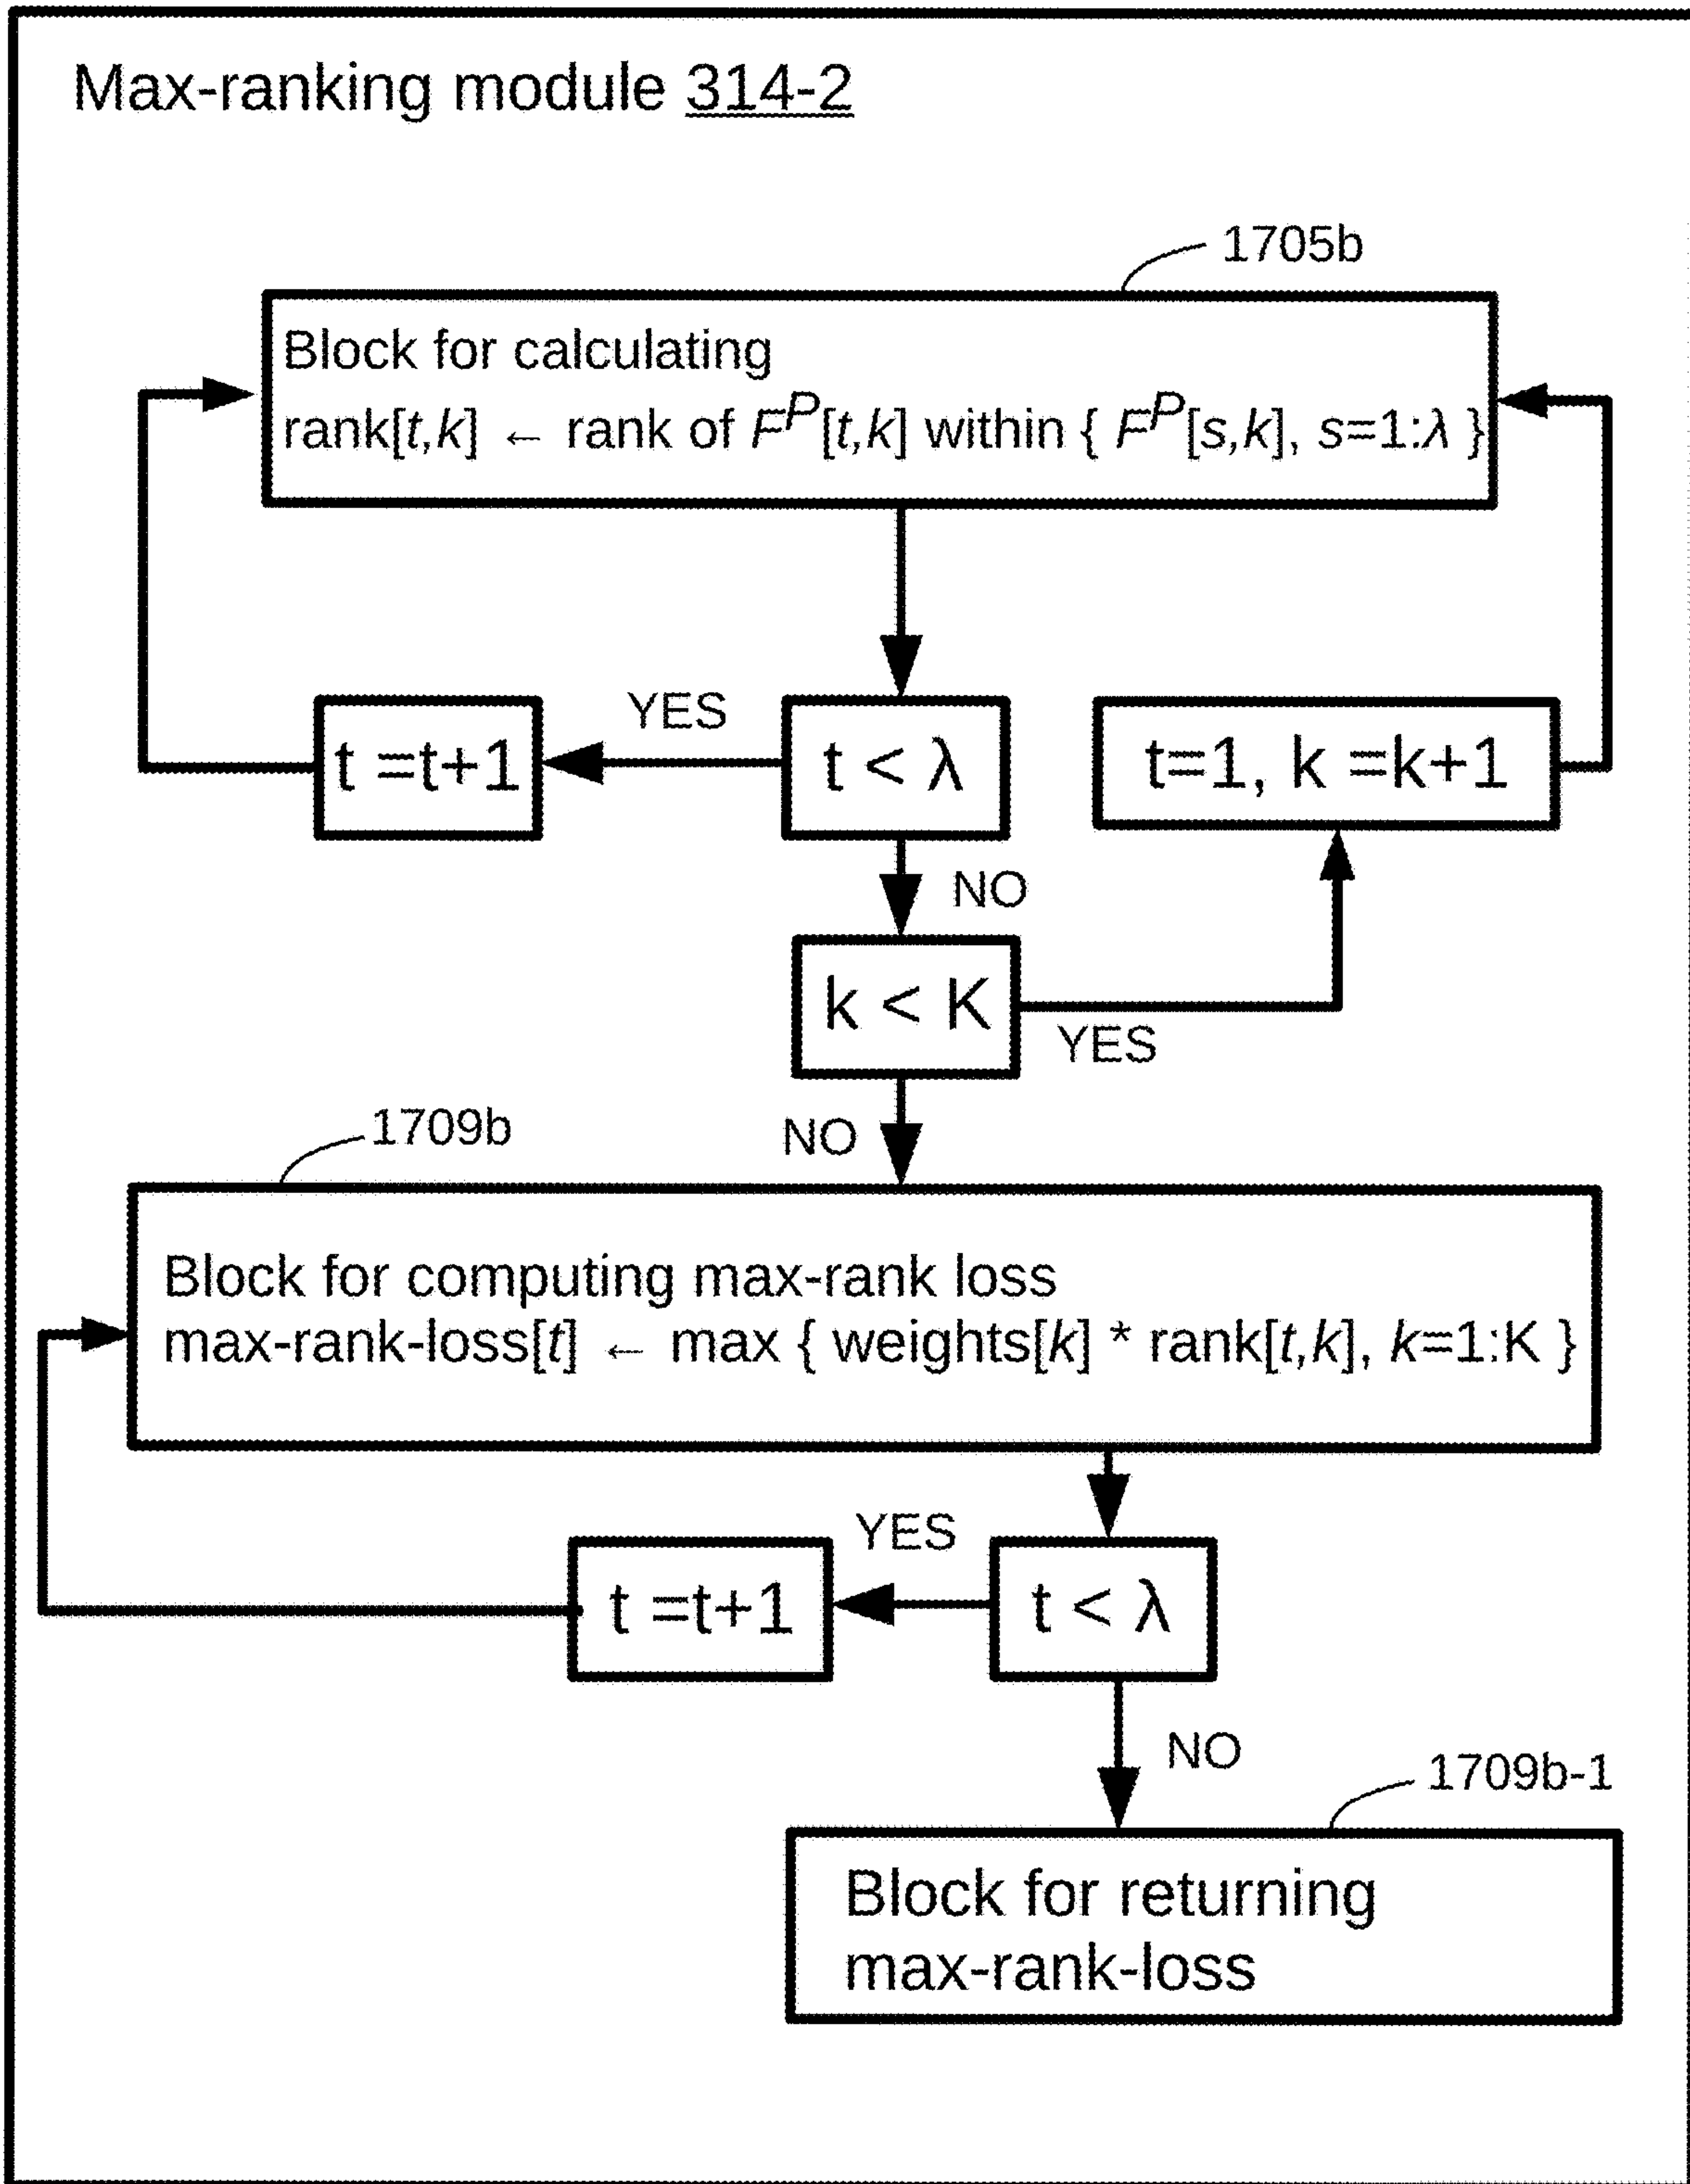 Max-ranking module 314-2
1705b
Block for calculating
rank[t,k] ← rank of F^P[t,k] within { F^P[s,k], s=1:λ }
YES
t =t+1
t < λ
t=1, k =k+1
NO
k < K
YES
1709b
NO
Block for computing max-rank loss
max-rank-loss[t] ← max { weights[k] * rank[t,k], k=1:K }
YES
t =t+1
t < λ
NO
1709b-1
Block for returning
max-rank-loss